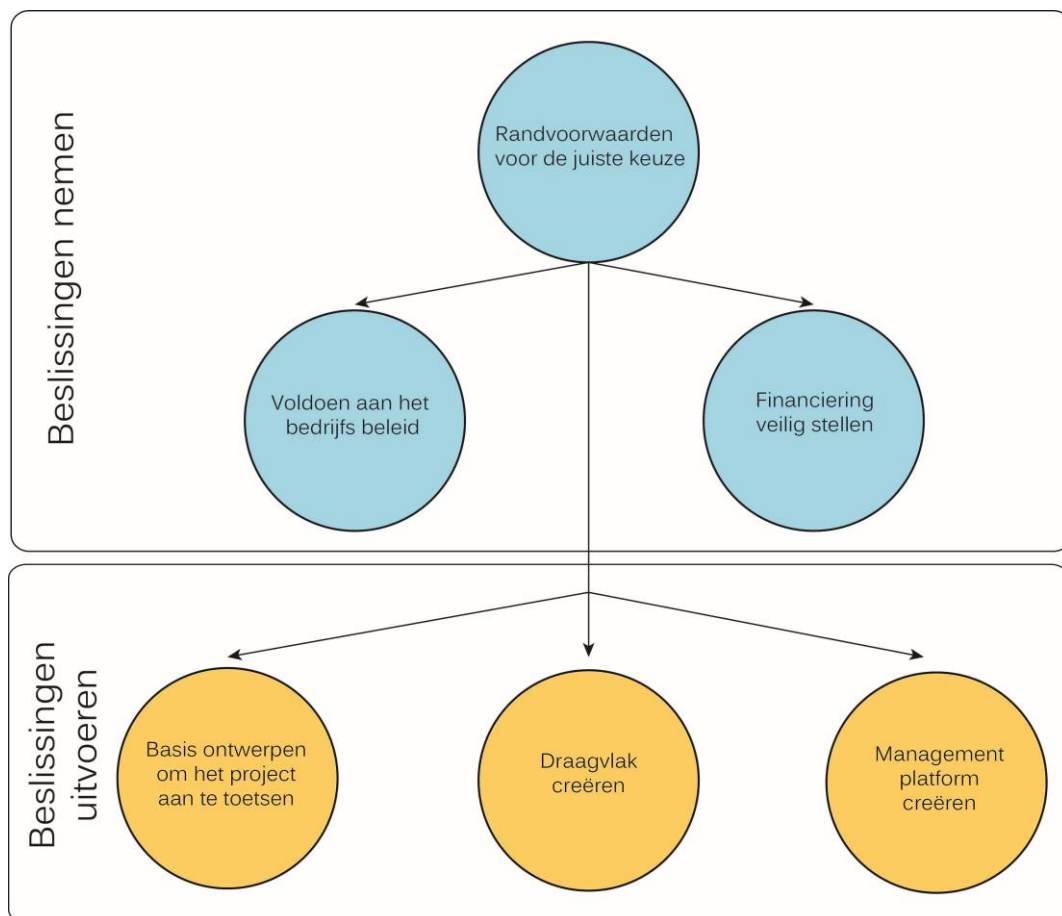 Beslissingen nemen
Randvoorwaarden
voor de juiste keuze
Voldoen aan het
bedrijfs beleid
Financiering
veilig stellen
Beslissingen
uitvoeren
Basis ontwerpen
om het project
aan te toetsen
Draagvlak
creëren
Management
platform
creëren